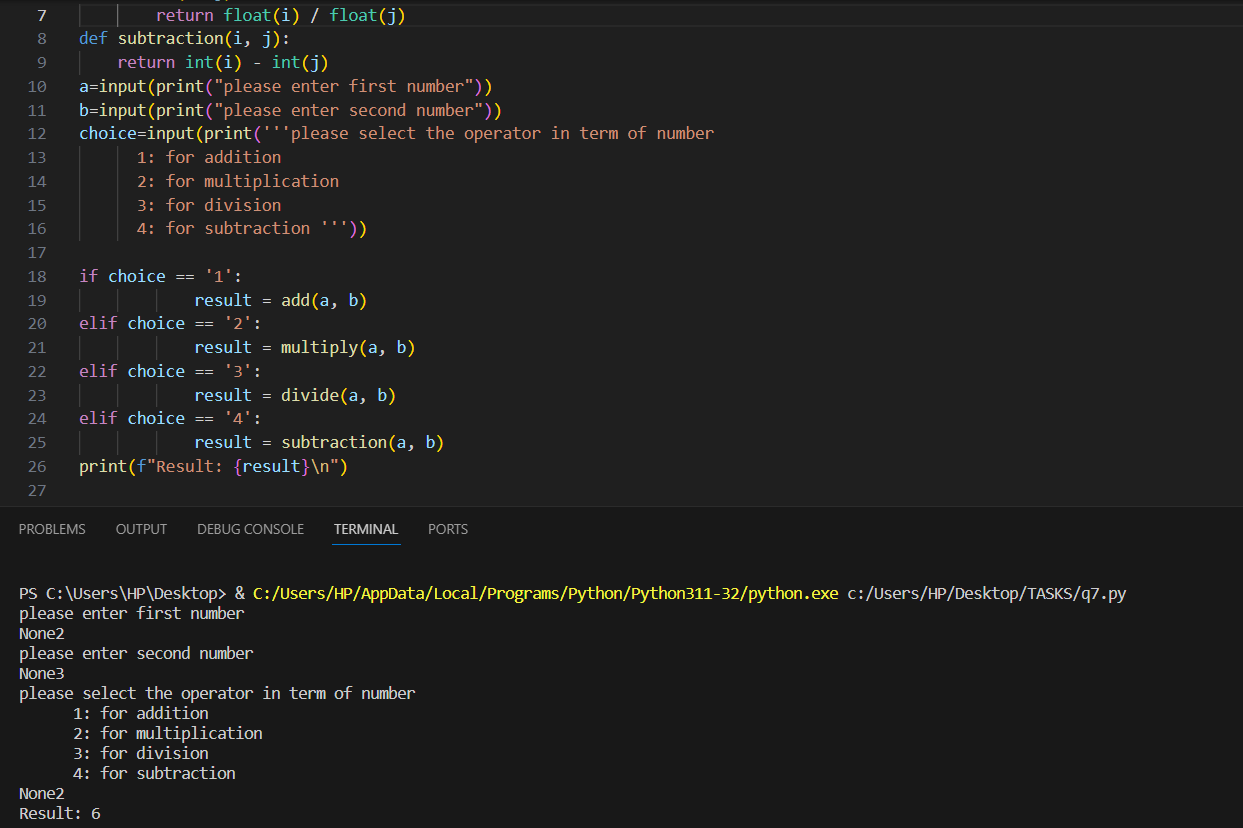 7 return float(i) / float(j)
8 def subtraction(i, j):
9 return int(i) - int(j)
10 a=input(print("please enter first number"))
11 b=input(print("please enter second number"))
12 choice=input(print('''please select the operator in term of number
13 1: for addition
14 2: for multiplication
15 3: for division
16 4: for subtraction '''))
17
18 if choice == '1':
19 result = add(a, b)
20 elif choice == '2':
21 result = multiply(a, b)
22 elif choice == '3':
23 result = divide(a, b)
24 elif choice == '4':
25 result = subtraction(a, b)
26 print(f"Result: {result}\n")
27
PROBLEMS OUTPUT DEBUG CONSOLE TERMINAL PORTS
PS C:\Users\HP\Desktop> & C:/Users/HP/AppData/Local/Programs/Python/Python311-32/python.exe c:/Users/HP/Desktop/TASKS/q7.py
please enter first number
None2
please enter second number
None3
please select the operator in term of number
1: for addition
2: for multiplication
3: for division
4: for subtraction
None2
Result: 6